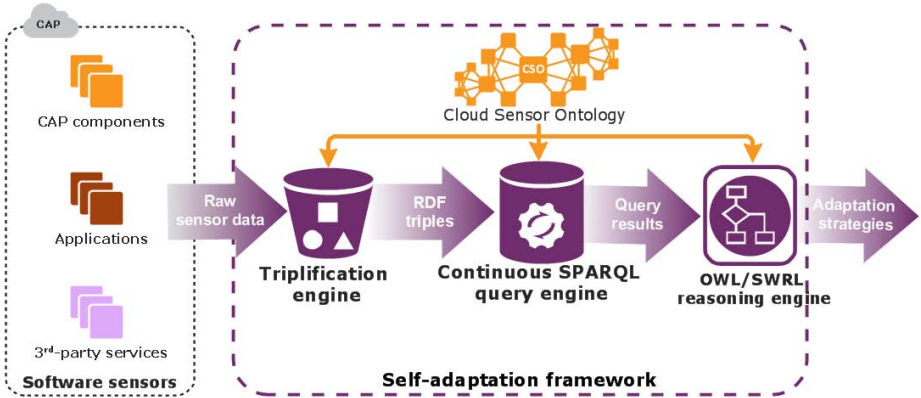 CAP
CAP components
Applications
3rd-party services
Software sensors
Raw
sensor data
CSO
Cloud Sensor Ontology
Triplification
engine
RDF
triples
Continuous SPARQL
query engine
Query
results
OWL/SWRL
reasoning engine
Adaptation
strategies
Self-adaptation framework